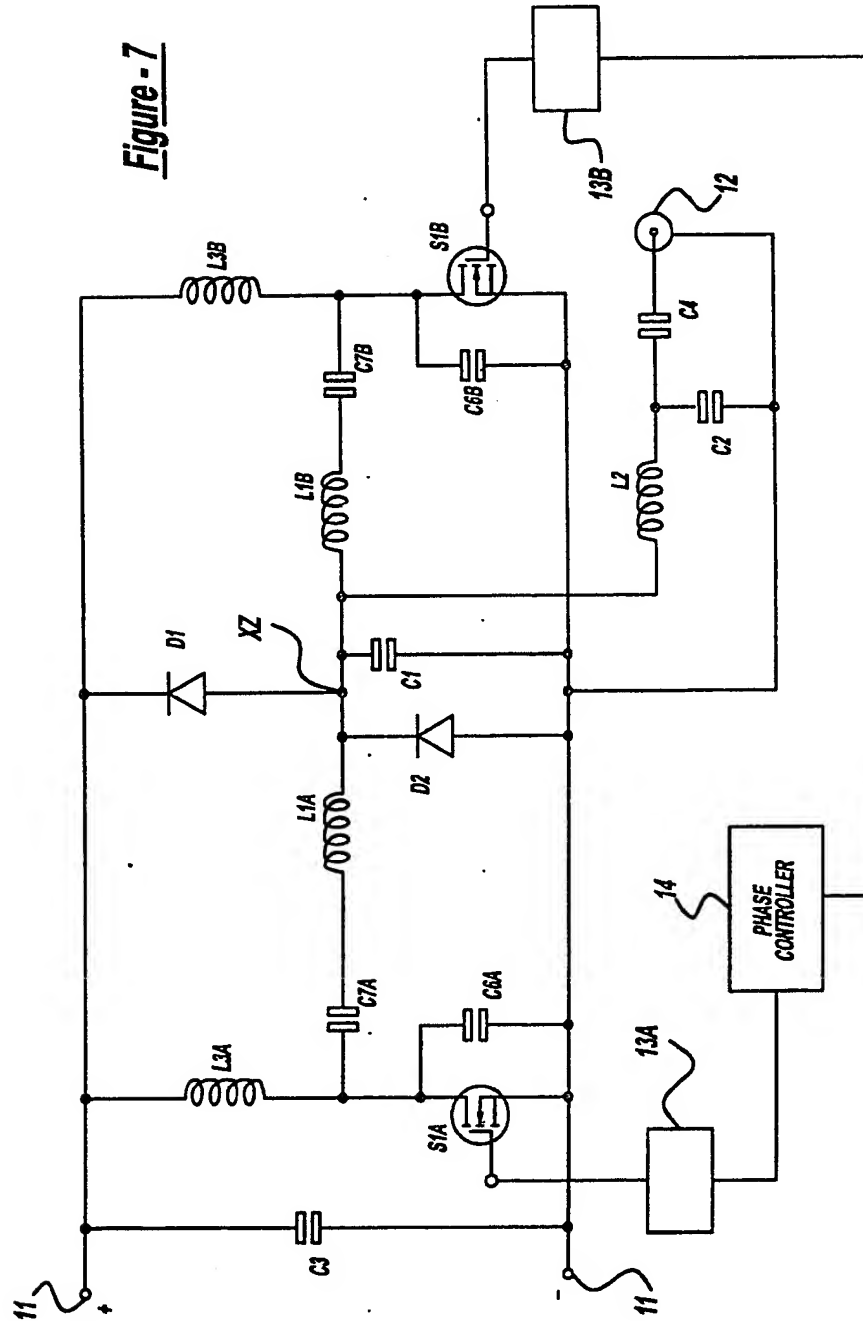 Figure - 7
11
+
C3
11
-
L3A
C7A
L1A
S1A
C6A
D1
XZ
D2
C1
L1B
C7B
L3B
C6B
S1B
13A
14
PHASE
CONTROLLER
L2
C2
C4
12
13B